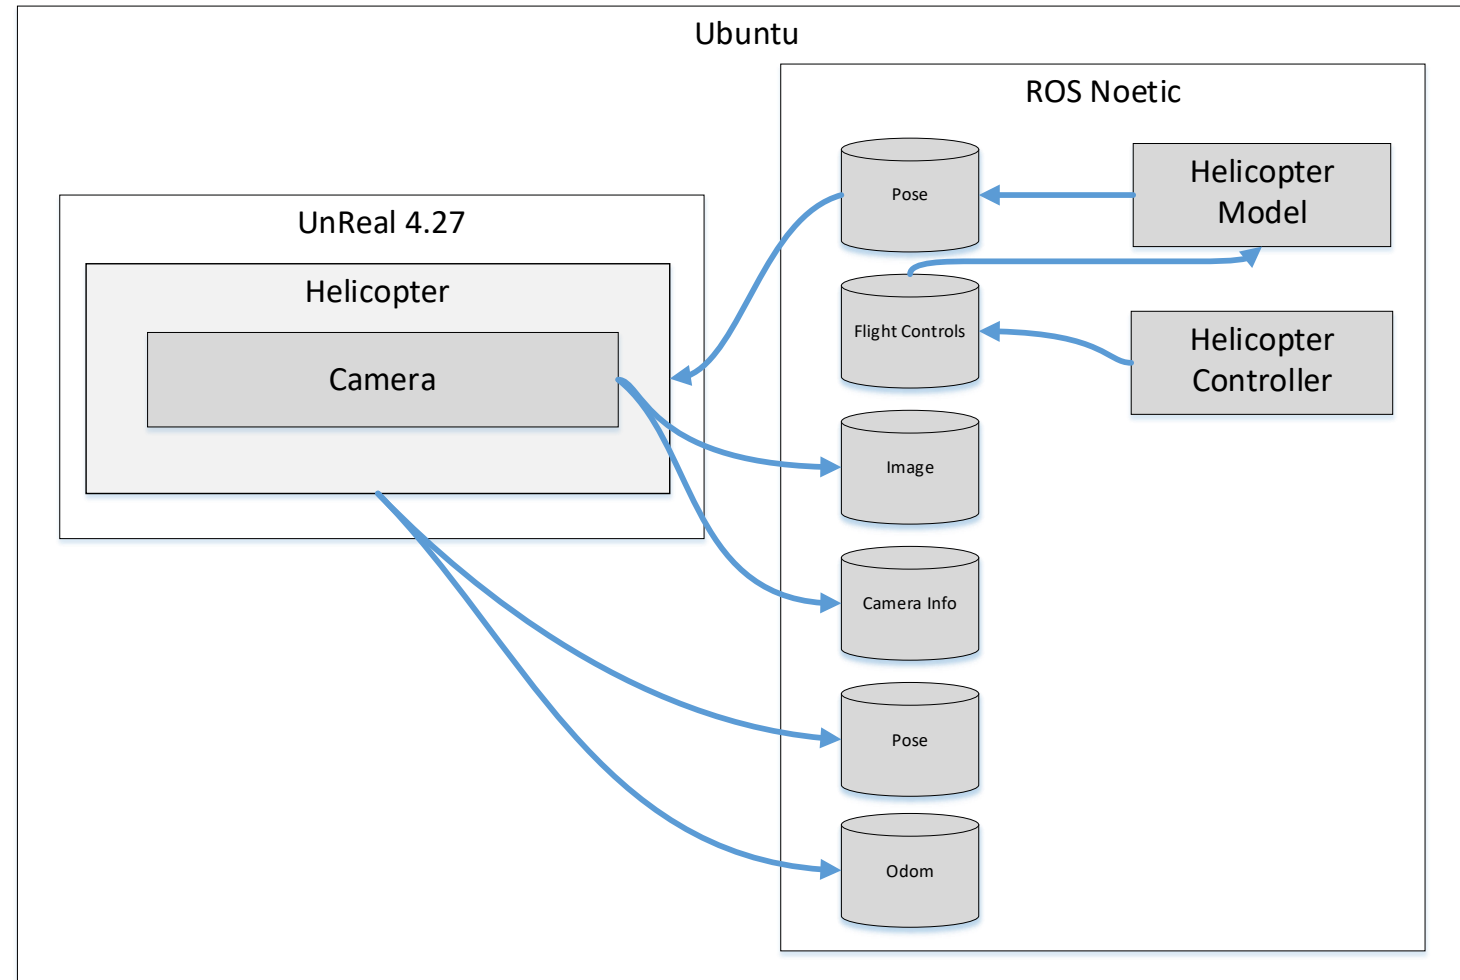 Ubuntu
ROS Noetic
UnReal 4.27
Helicopter
Camera
Pose
Helicopter
Model
Flight Controls
Helicopter
Controller
Image
Camera Info
Pose
Odom